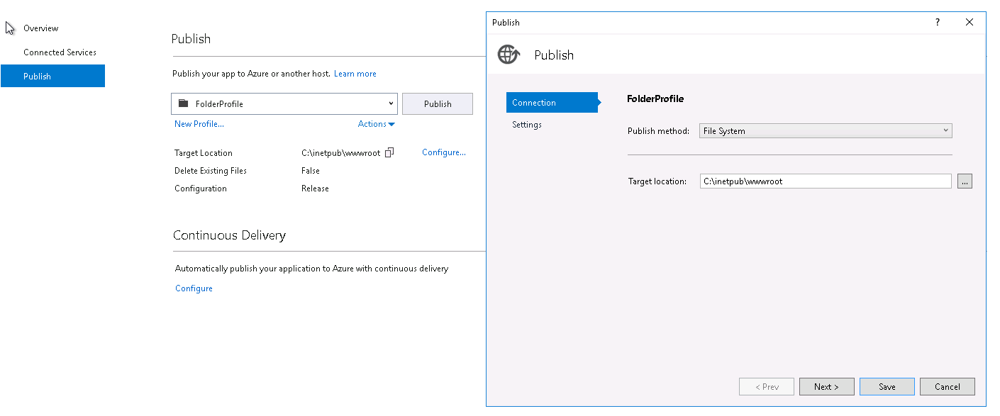 Overview
Connected Services
Publish
Publish
Publish your app to Azure or another host. Learn more
FolderProfile
Publish
New Profile...
Actions
Target Location C:\inetpub\wwwroot Configure...
Delete Existing Files False
Configuration Release
Continuous Delivery
Automatically publish your application to Azure with continuous delivery
Configure
Publish ?
Publish
Connection
Settings
FolderProfile
Publish method: File System
Target location: C:\inetpub\wwwroot ...
< Prev Next > Save Cancel